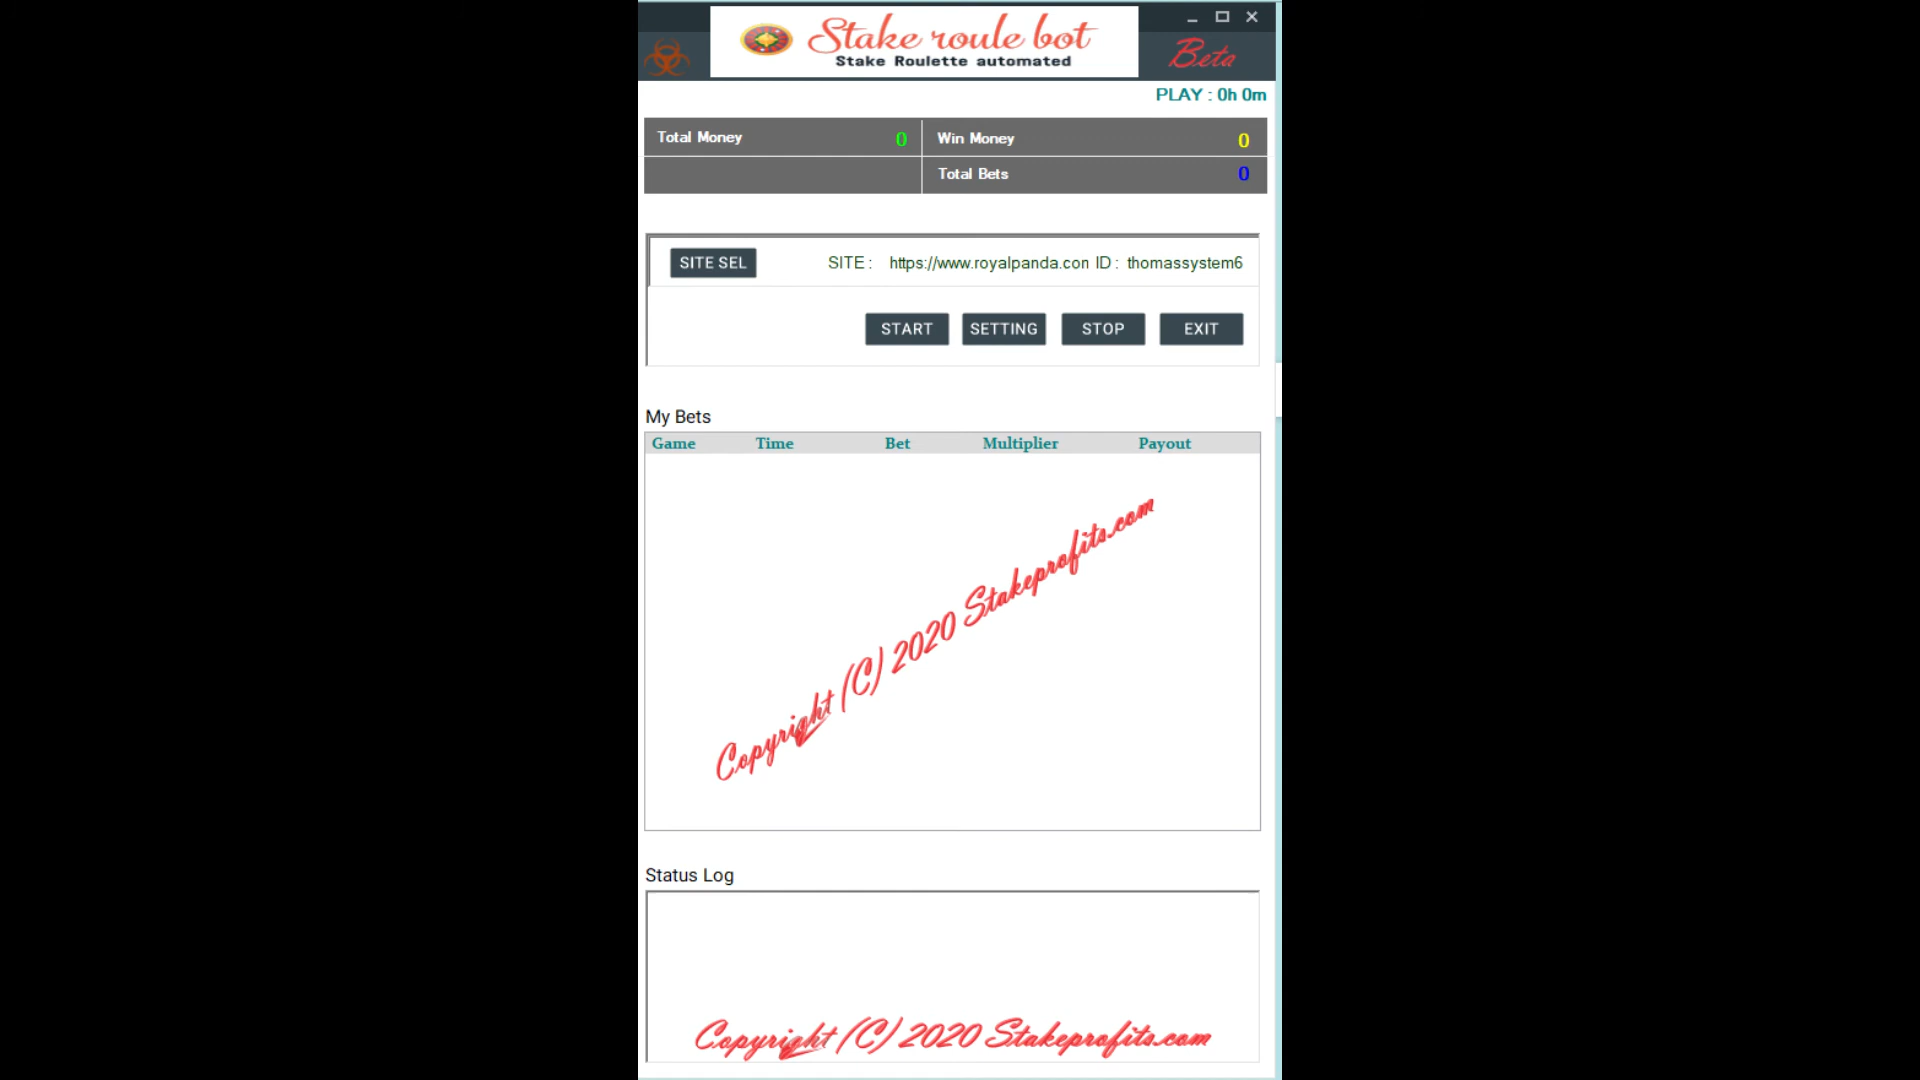 Stake roule bot
Stake Roulette automated
Beta
PLAY : 0h 0m
Total Money 0 Win Money 0
Total Bets 0
SITE SEL SITE : https://www.royalpanda.con ID : thomassystem6
START SETTING STOP EXIT
My Bets
Game Time Bet Multiplier Payout
Copyright (C) 2020 Stakeprofits.com
Status Log
Copyright (C) 2020 Stakeprofits.com